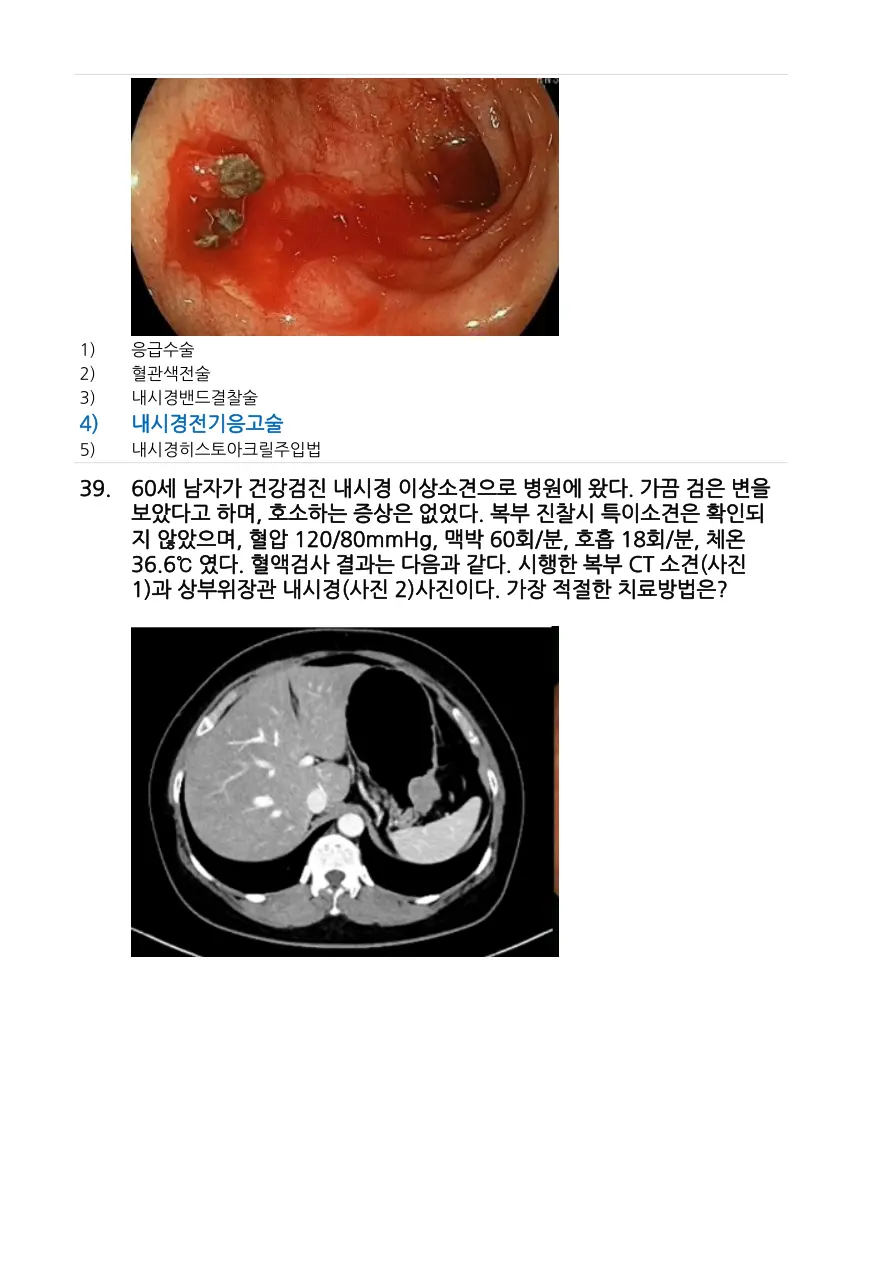 1) 응급수술
2) 혈관색전술
3) 내시경밴드결찰술
4) 내시경전기응고술
5) 내시경히스토아크릴주입법
39. 60세 남자가 건강검진 내시경 이상소견으로 병원에 왔다. 가끔 검은 변을
보았다고 하며, 호소하는 증상은 없었다. 복부 진찰시 특이소견은 확인되
지 않았으며, 혈압 120/80mmHg, 맥박 60회/분, 호흡 18회/분, 체온
36.6℃ 였다. 혈액검사 결과는 다음과 같다. 시행한 복부 CT 소견(사진
1)과 상부위장관 내시경(사진 2)사진이다. 가장 적절한 치료방법은?